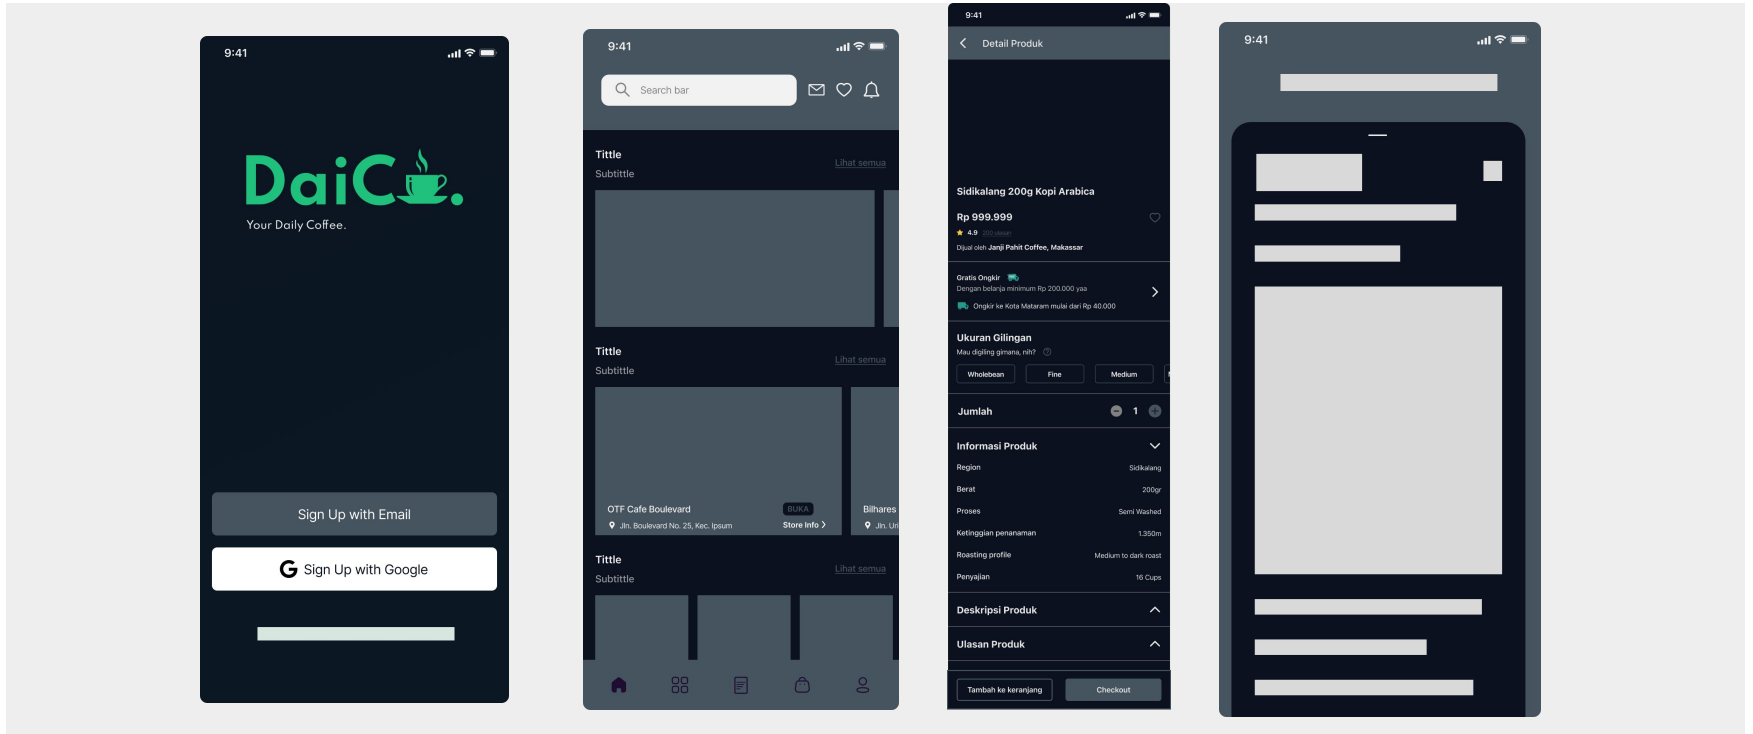 9:41
DaiCo.
Your Daily Coffee.
Sign Up with Email
G Sign Up with Google
9:41
Search bar
Tittle
Lihat semua
Subtittle
Tittle
Lihat semua
Subtittle
OTF Cafe Boulevard
BUKA
Bilhares
Jln. Boulevard No. 25, Kec. Ipsum
Store Info
Jln. Uri
Tittle
Lihat semua
Subtittle
9:41
Detail Produk
Sidikalang 200g Kopi Arabica
Rp 999.999
4.9 200 ulasan
Dijual oleh Janji Pahit Coffee, Makassar
Gratis Ongkir
Dengan belanja minimum Rp 200.000 yaa
Ongkir ke Kota Mataram mulai dari Rp 40.000
Ukuran Gilingan
Mau digiling gimana, nih?
Wholebean Fine Medium
Jumlah 1
Informasi Produk
Region Sidikalang
Berat 200gr
Proses Semi Washed
Ketinggian penanaman 1.350m
Roasting profile Medium to dark roast
Penyajian 16 Cups
Deskripsi Produk
Ulasan Produk
Tambah ke keranjang Checkout
9:41